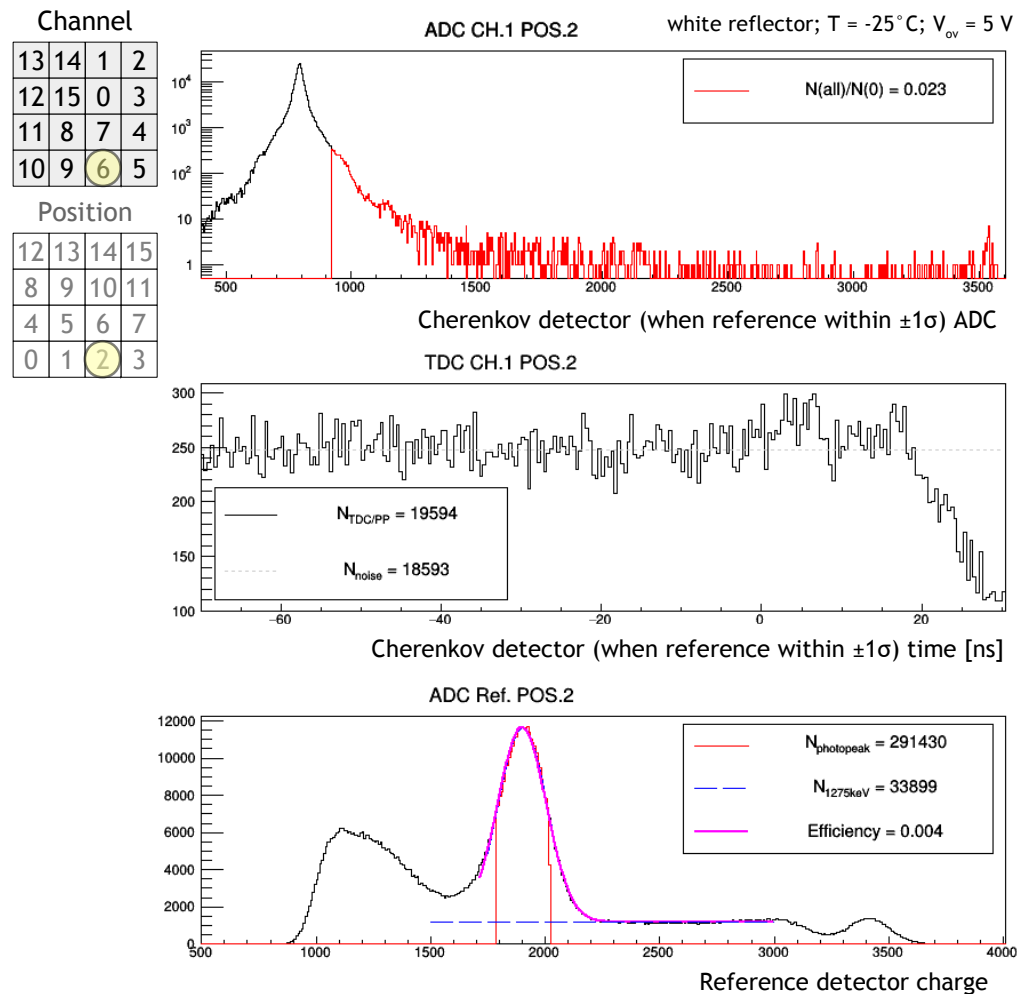 Channel
13 14 1 2
12 15 0 3
11 8 7 4
10 9 6 5
Position
12 13 14 15
8 9 10 11
4 5 6 7
0 1 2 3
ADC CH.1 POS.2
white reflector; T = -25°C; Vov = 5 V
N(all)/N(0) = 0.023
10⁴
10³
10²
10
1
500 1000 1500 2000 2500 3000 3500
Cherenkov detector (when reference within ±1σ) ADC
TDC CH.1 POS.2
300
250
200
150
100
N_TDC/PP = 19594
N_noise = 18593
−60 −40 −20 0 20
Cherenkov detector (when reference within ±1σ) time [ns]
ADC Ref. POS.2
12000
10000
8000
6000
4000
2000
0
N_photopeak = 291430
N_1275keV = 33899
Efficiency = 0.004
500 1000 1500 2000 2500 3000 3500 4000
Reference detector charge